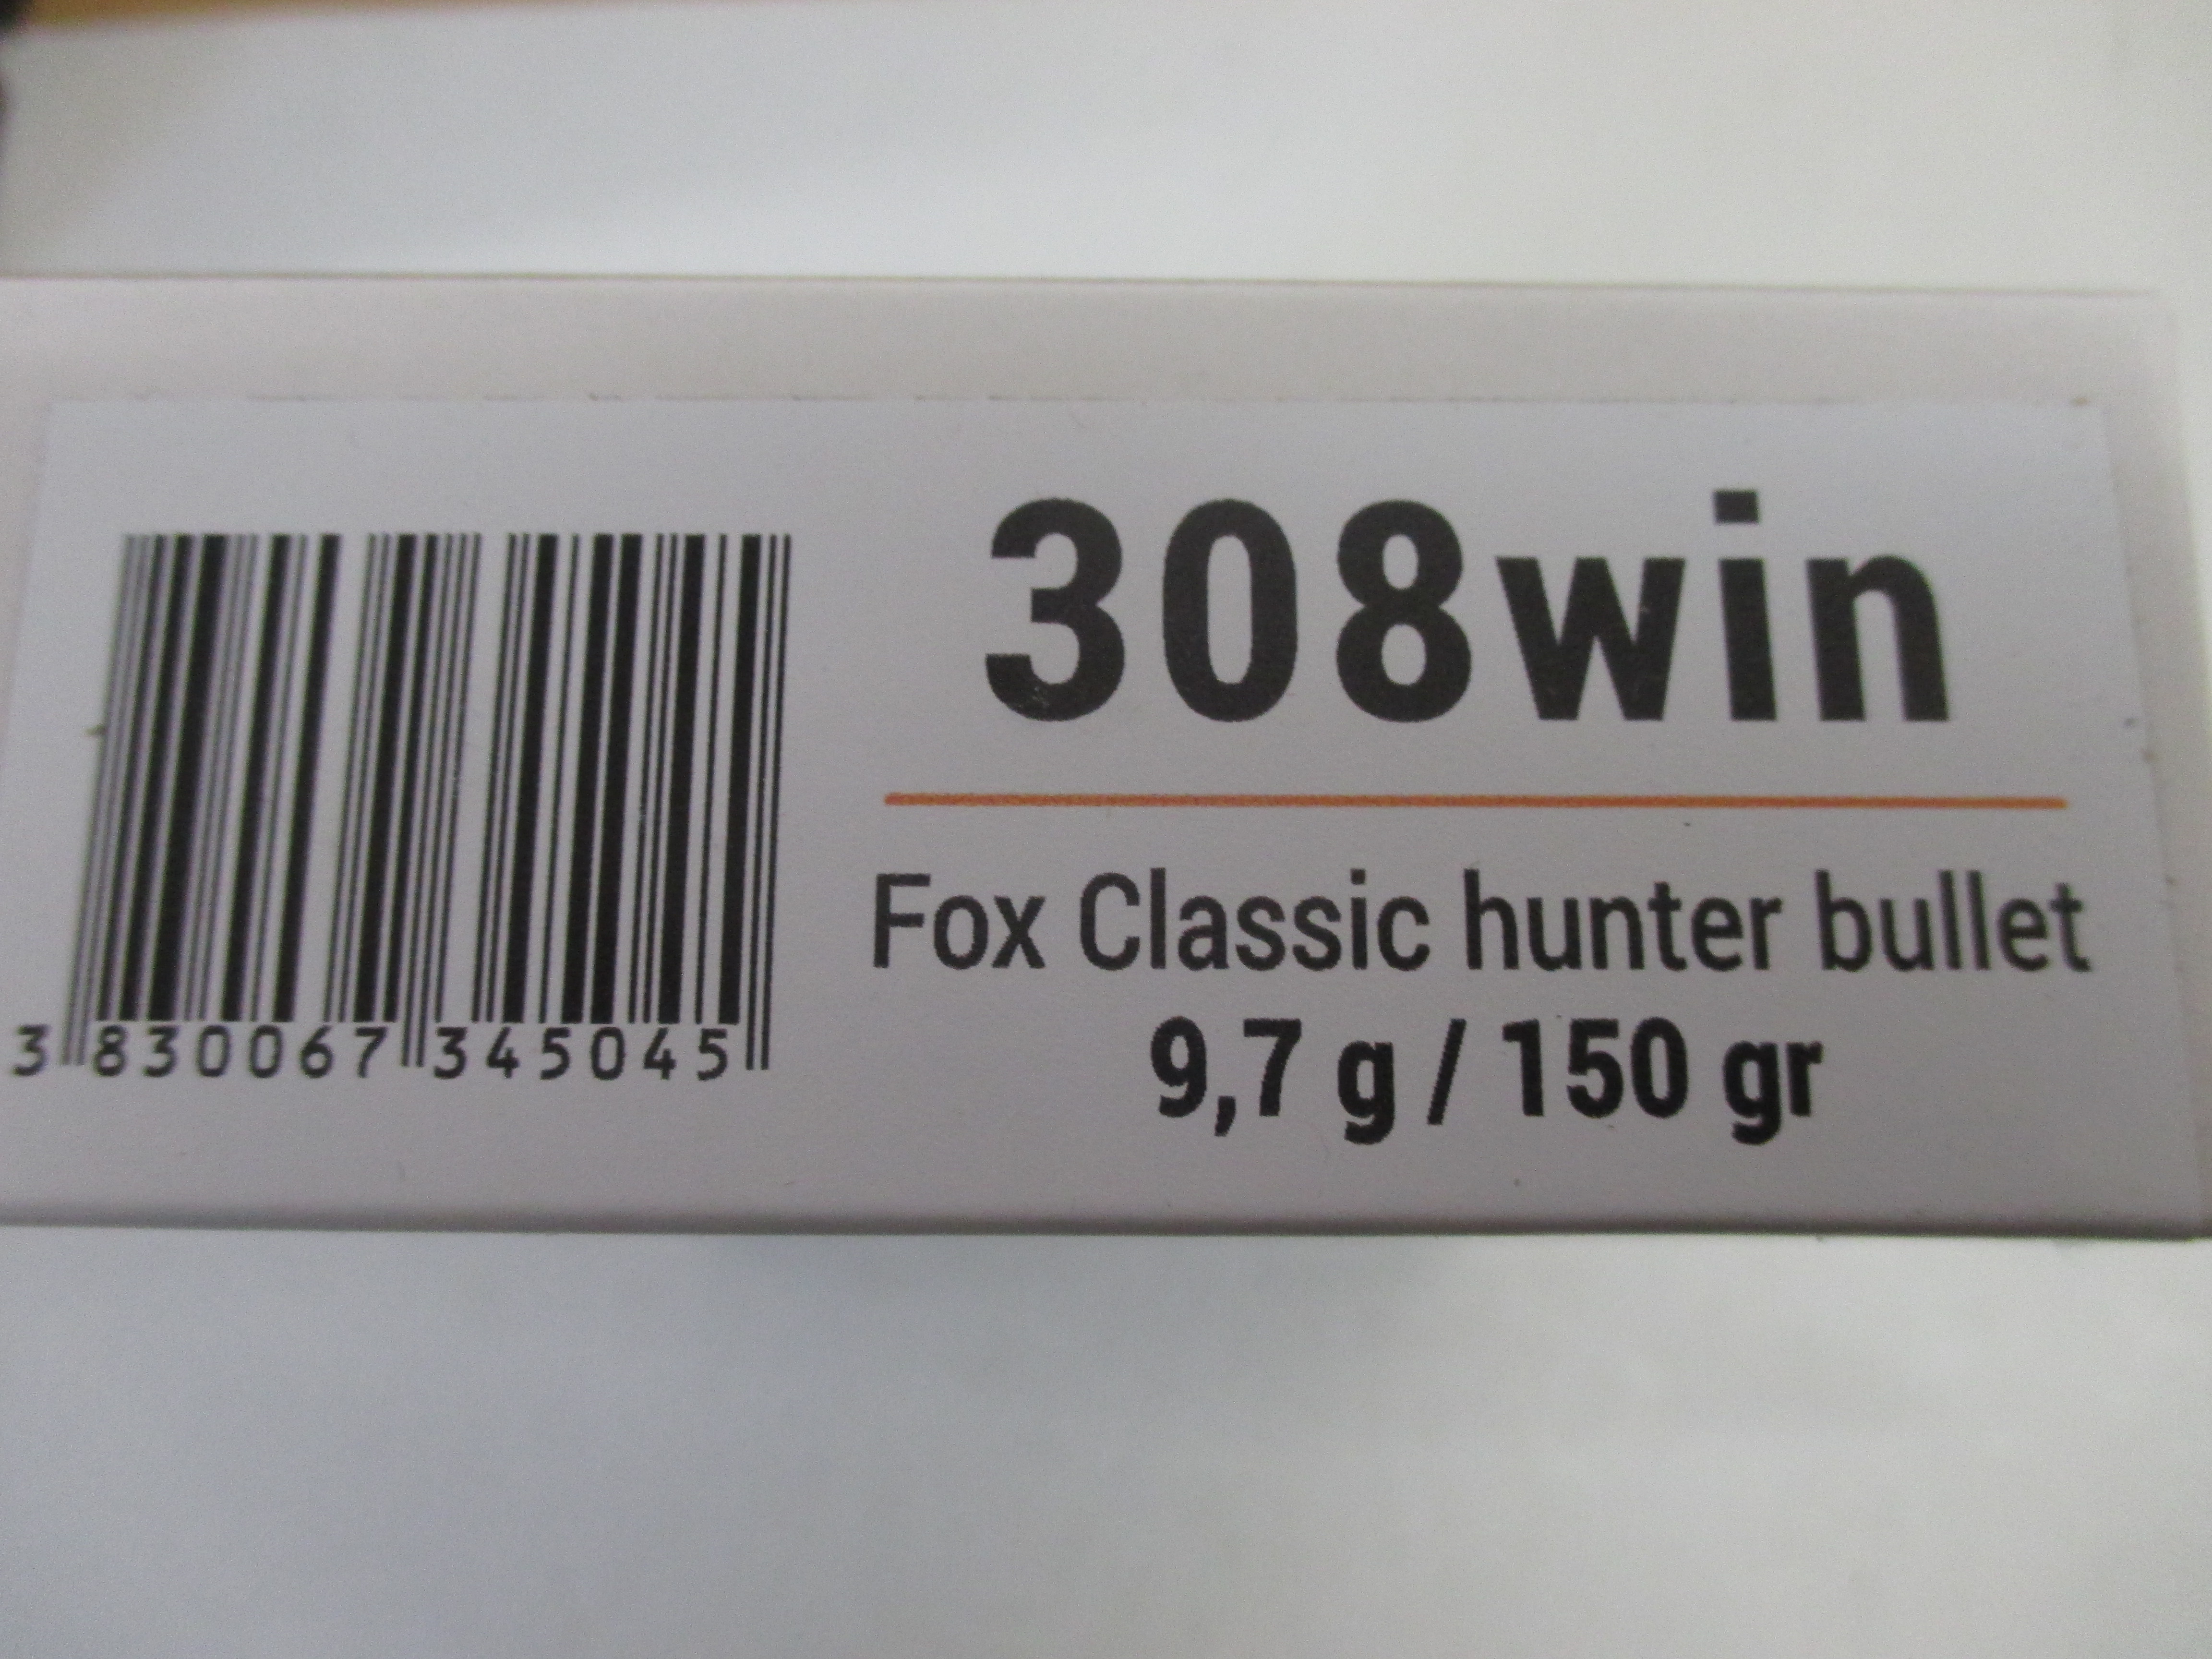 308win
Fox Classic hunter bullet
9,7 g / 150 gr
3 830067 345045